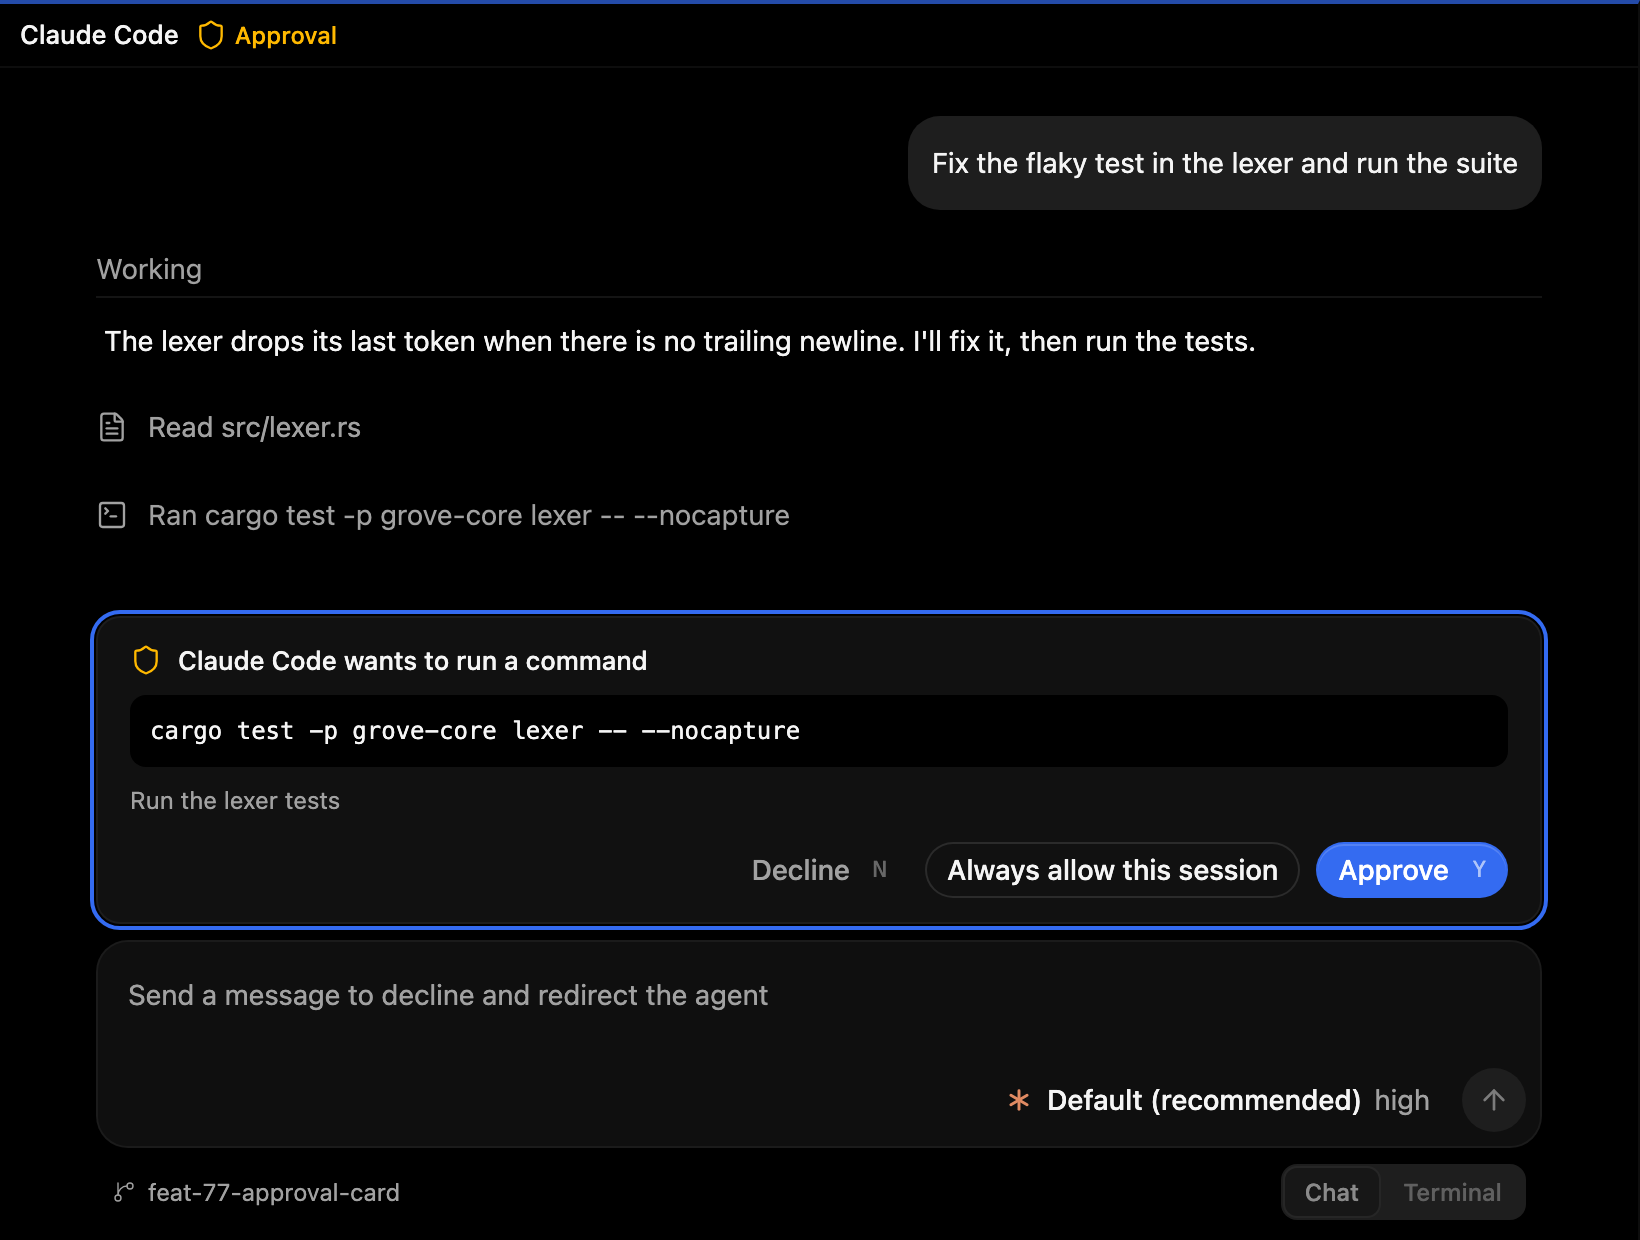 Claude Code Approval
Fix the flaky test in the lexer and run the suite
Working
The lexer drops its last token when there is no trailing newline. I'll fix it, then run the tests.
Read src/lexer.rs
Ran cargo test -p grove-core lexer -- --nocapture
Claude Code wants to run a command
cargo test -p grove-core lexer -- --nocapture
Run the lexer tests
Decline N Always allow this session Approve Y
Send a message to decline and redirect the agent
Default (recommended) high
feat-77-approval-card Chat Terminal